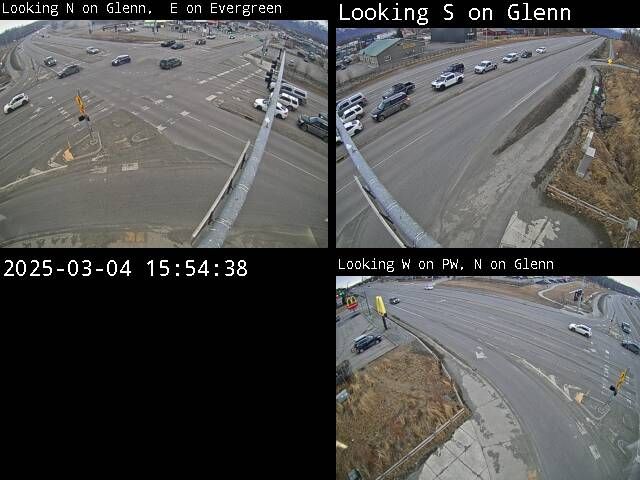 Looking N on Glenn,  E on Evergreen
Looking S on Glenn
2025-03-04 15:54:38
Looking W on PW, N on Glenn